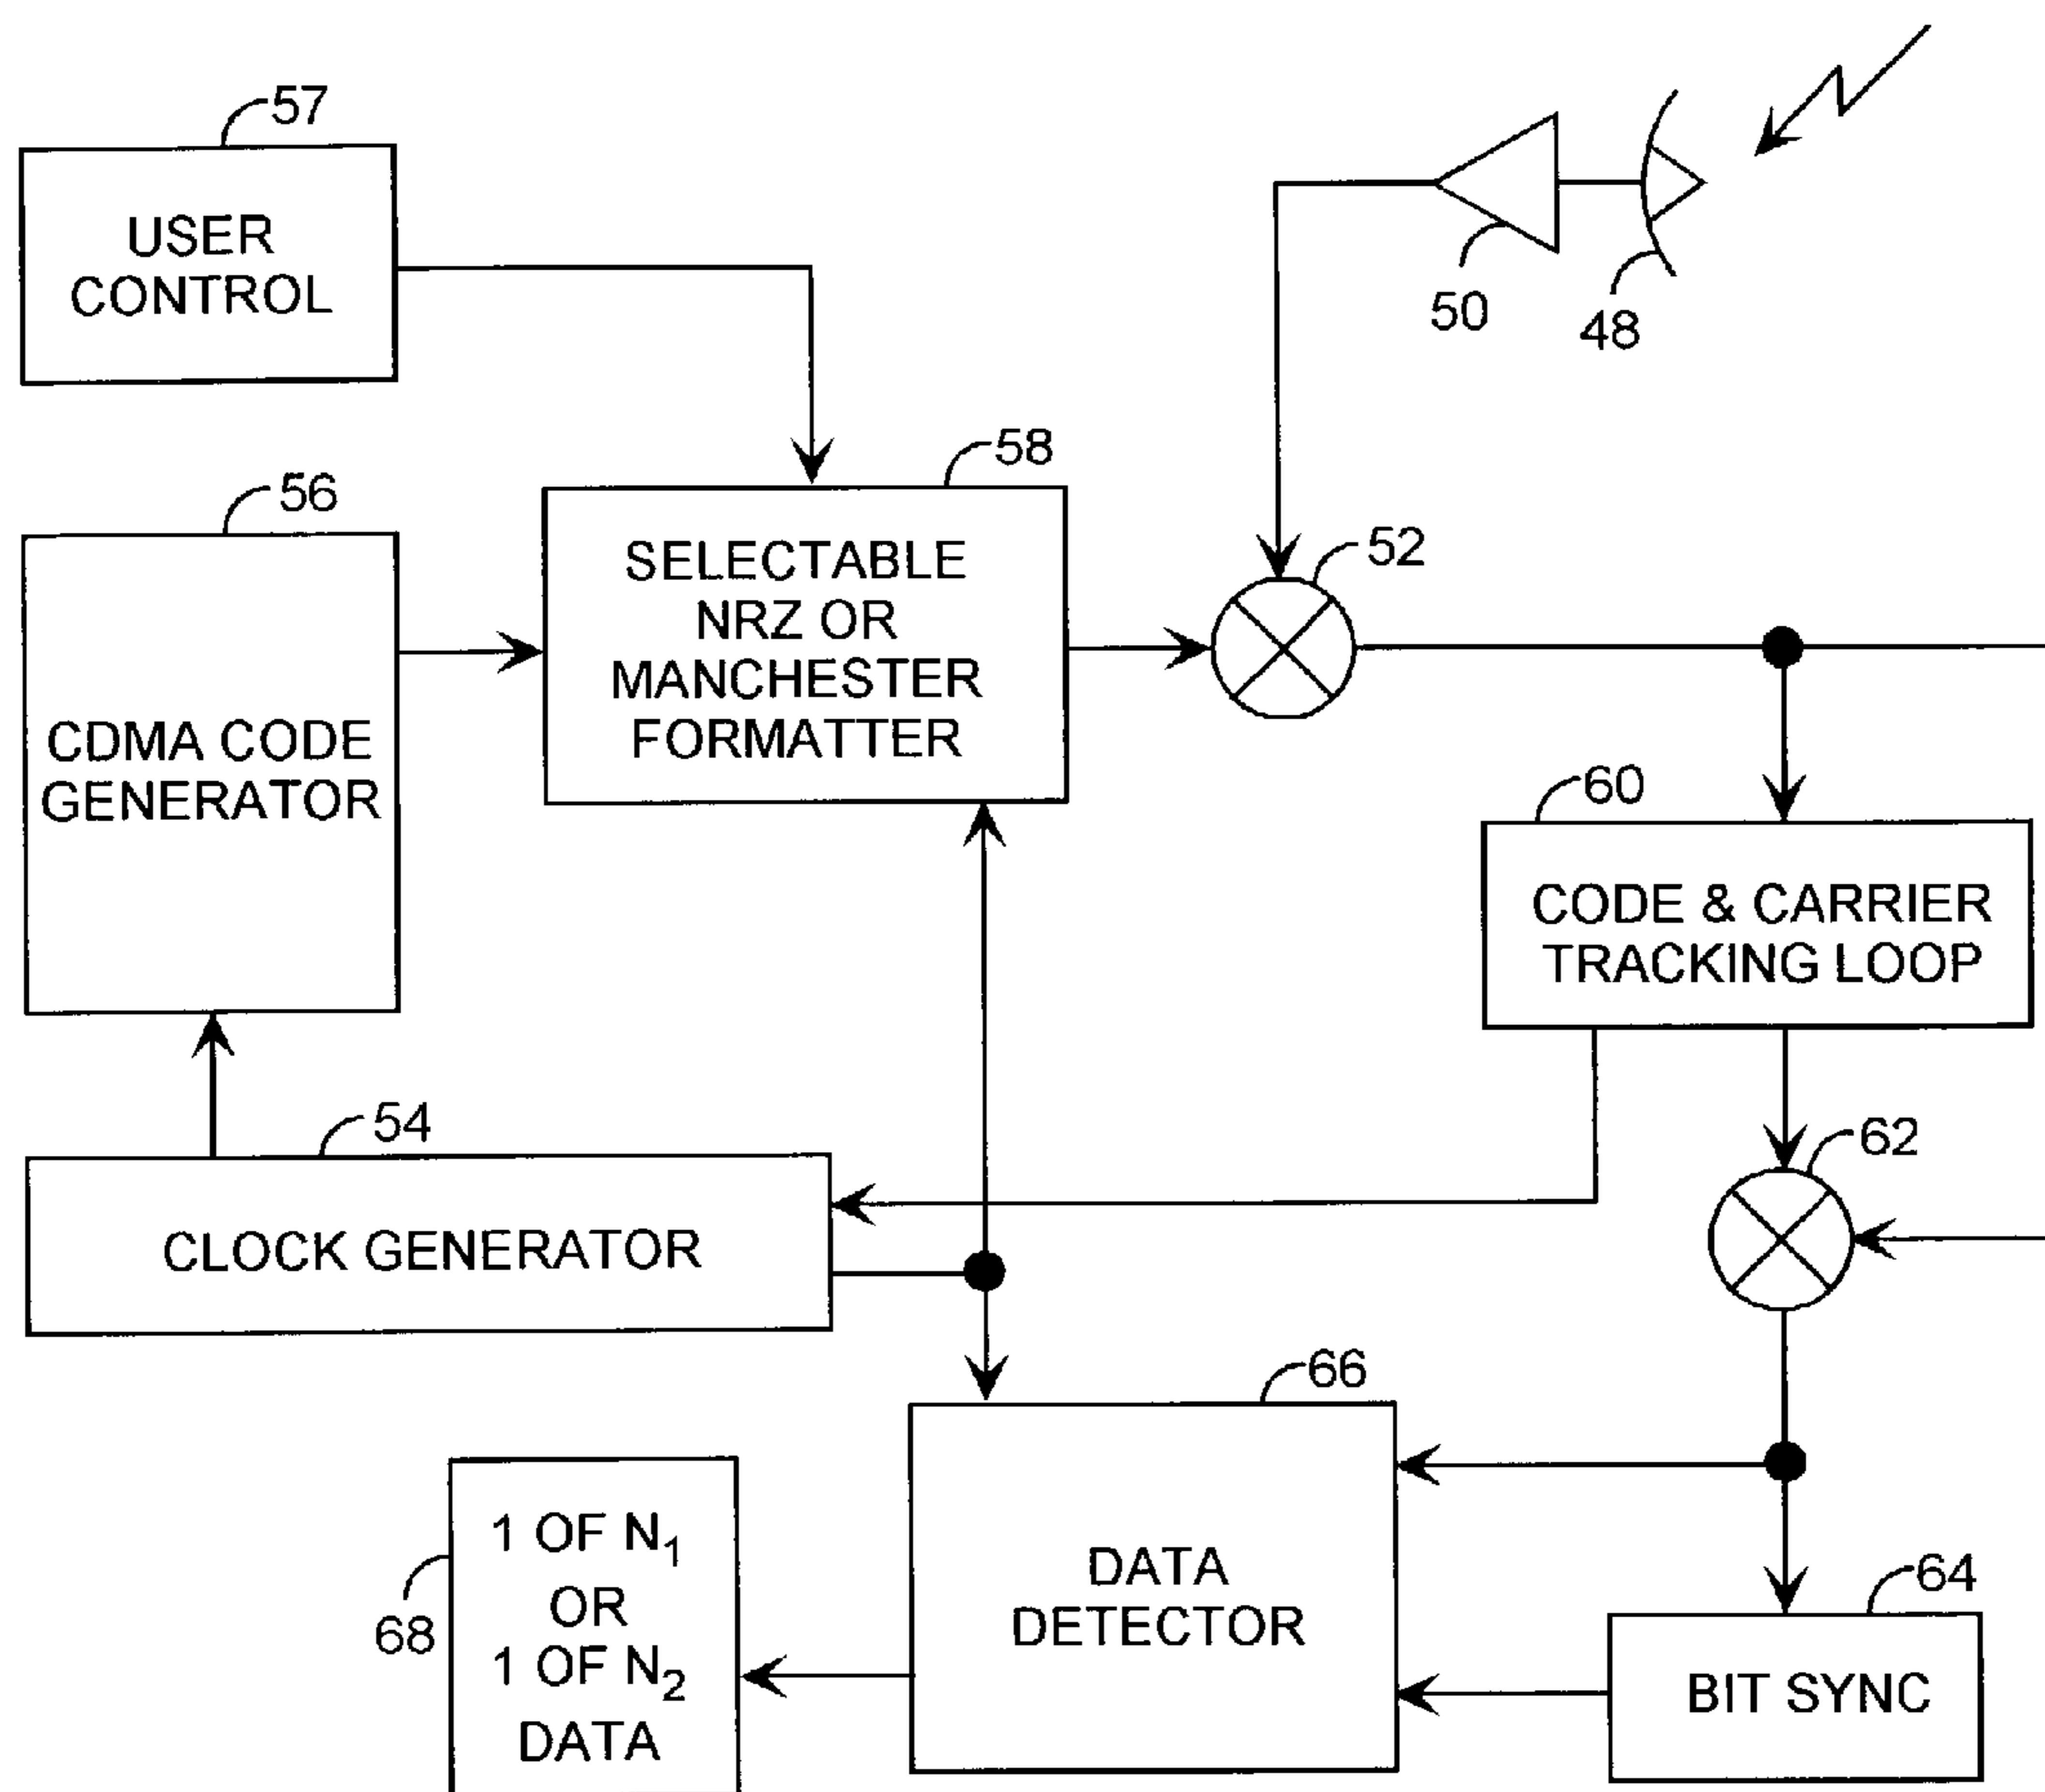 57
USER
CONTROL
50
48
56
58
52
CDMA CODE
GENERATOR
SELECTABLE
NRZ OR
MANCHESTER
FORMATTER
60
CODE & CARRIER
TRACKING LOOP
54
CLOCK GENERATOR
62
66
68
1 OF N₁
OR
1 OF N₂
DATA
DATA
DETECTOR
64
BIT SYNC